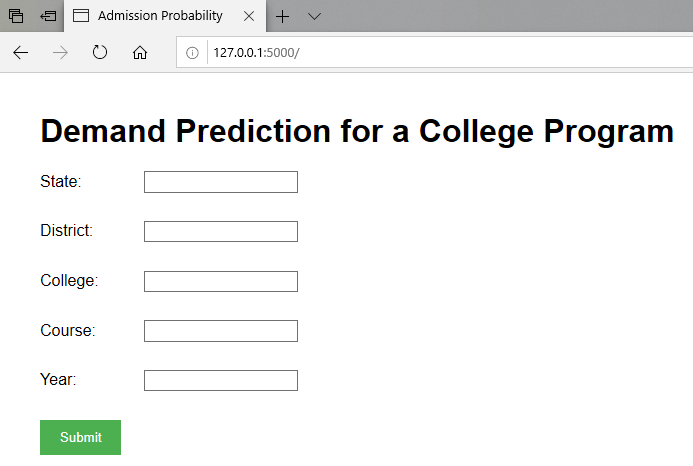 Admission Probability
127.0.0.1:5000/
Demand Prediction for a College Program
State:
District:
College:
Course:
Year:
Submit